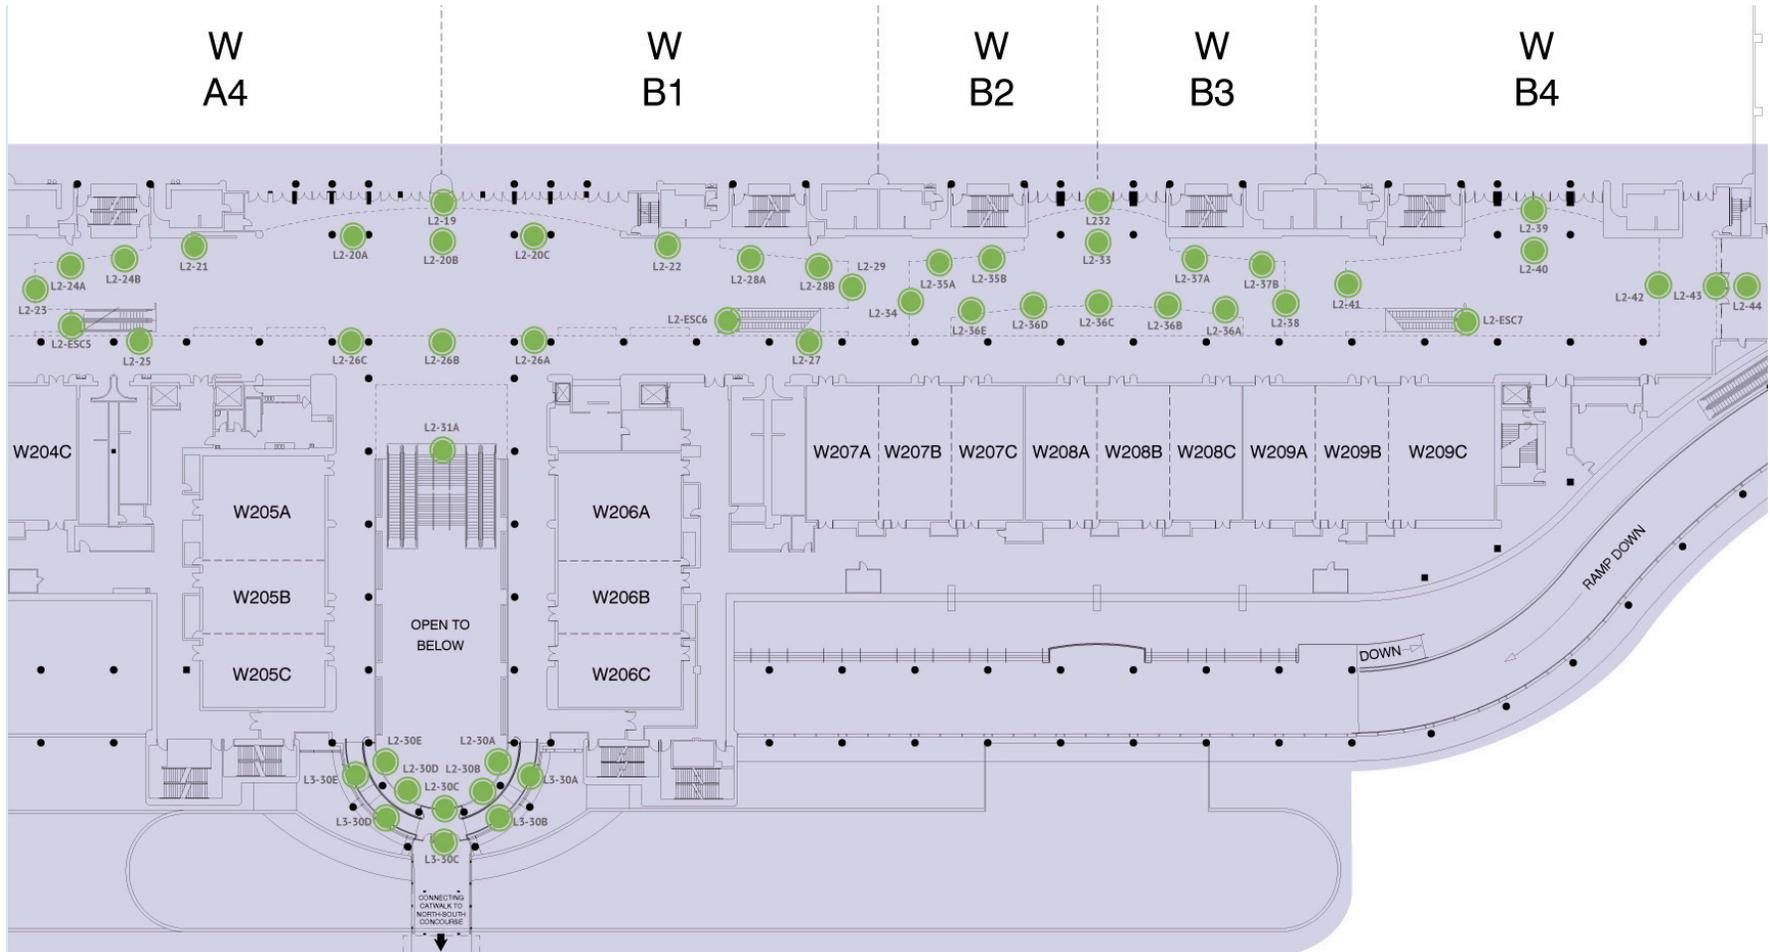 W
A4
W
B1
W
B2
W
B3
W
B4
L2-19
L232
L2-39
L2-20A
L2-20B
L2-20C
L2-21
L2-22
L2-33
L2-40
L2-23
L2-24A
L2-24B
L2-28A
L2-28B
L2-29
L2-34
L2-35A
L2-35B
L2-37A
L2-37B
L2-41
L2-42
L2-43
L2-44
L2-ESC5
L2-25
L2-26C
L2-26B
L2-26A
L2-ESC6
L2-27
L2-36E
L2-36D
L2-36C
L2-36B
L2-36A
L2-38
L2-ESC7
L2-31A
W204C
W207A
W207B
W207C
W208A
W208B
W208C
W209A
W209B
W209C
W205A
W206A
W205B
W206B
OPEN TO
BELOW
RAMP DOWN
DOWN
W205C
W206C
L2-30E
L2-30A
L2-30D
L2-30B
L2-30C
L3-30E
L3-30A
L3-30D
L3-30B
L3-30C
CONNECTING
CATWALK TO
NORTH-SOUTH
CONCOURSE